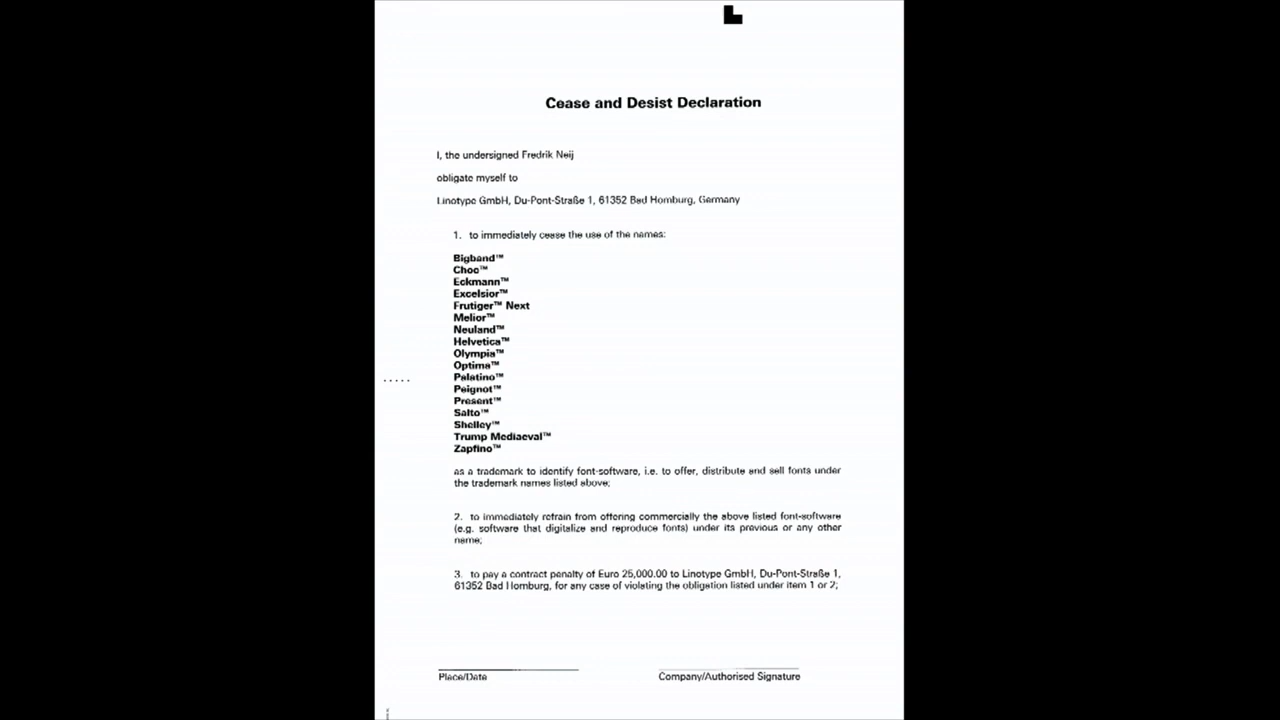 Cease and Desist Declaration
I, the undersigned Fredrik Neij
obligate myself to
Linotype GmbH, Du-Pont-Straße 1, 61352 Bad Homburg, Germany
1. to immediately cease the use of the names:
Bigband™
Choc™
Eckmann™
Excelsior™
Frutiger™ Next
Melior™
Neuland™
Helvetica™
Olympia™
Optima™
Palatino™
Peignot™
Present™
Salto™
Shelley™
Trump Mediaeval™
Zapfino™
as a trademark to identify font-software, i.e. to offer, distribute and sell fonts under
the trademark names listed above;
2. to immediately refrain from offering commercially the above listed font-software
(e.g. software that digitalize and reproduce fonts) under its previous or any other
name;
3. to pay a contract penalty of Euro 25,000.00 to Linotype GmbH, Du-Pont-Straße 1,
61352 Bad Homburg, for any case of violating the obligation listed under item 1 or 2;
Place/Date
Company/Authorised Signature